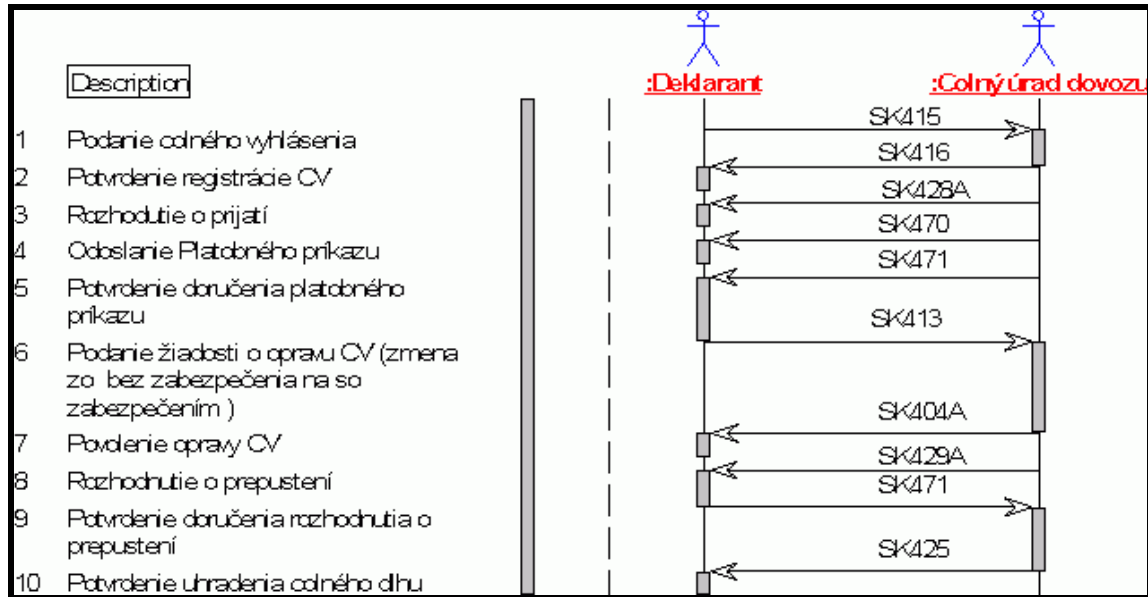 Description
:Deklarant
:Colný úrad dovozu
SK415
1 Podanie colného vyhlásenia
SK416
2 Potvrdenie registrácie CV
SK428A
3 Rozhodutie o prijatí
SK470
4 Odoslanie Platobného príkazu
SK471
5 Potvrdenie doručenia platobného
príkazu
SK413
6 Podanie žiadosti o opravu CV (zmena
zo bez zabezpečenia na so
zabezpečením )
SK404A
7 Povolenie opravy CV
SK429A
8 Rozhodnutie o prepustení
SK471
9 Potvrdenie doručenia rozhodnutia o
prepustení
SK425
10 Potvrdenie uhradenia colného dlhu